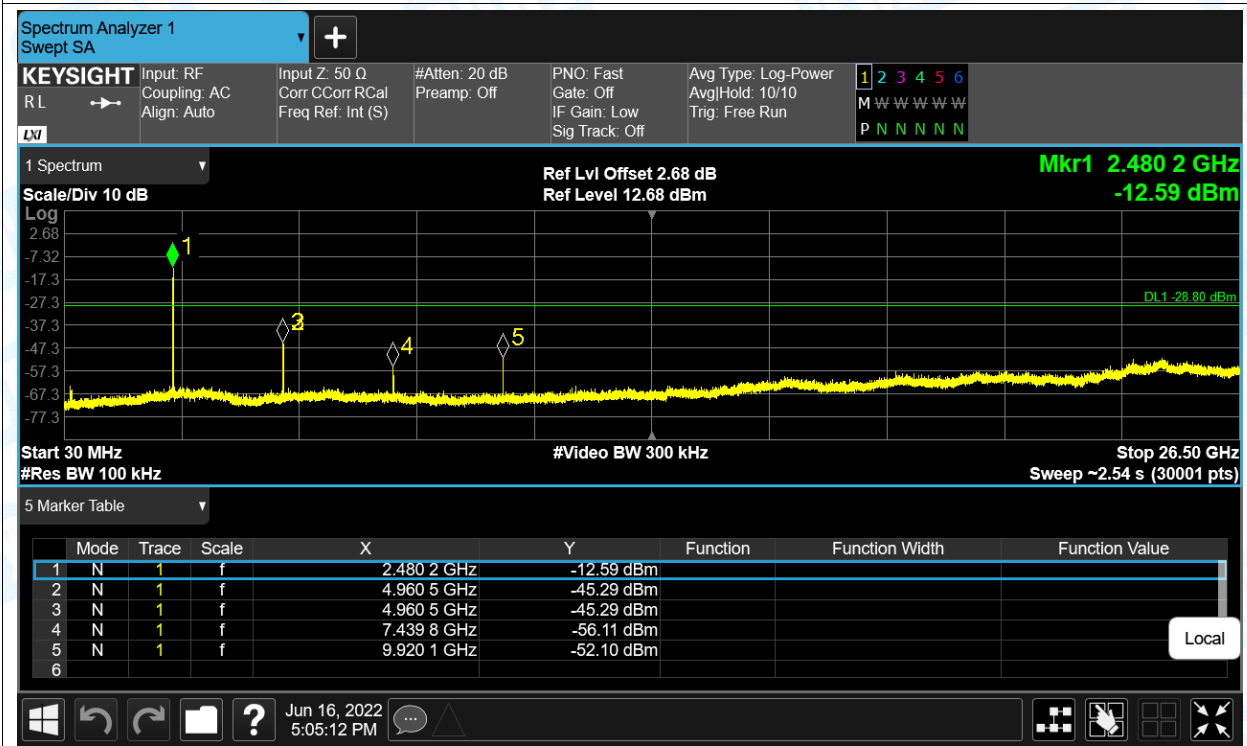 Spectrum Analyzer 1
Swept SA
KEYSIGHT Input: RF Input Z: 50 Ω #Atten: 20 dB PNO: Fast Avg Type: Log-Power 1 2 3 4 5 6
RL Coupling: AC Corr CCorr RCal Preamp: Off Gate: Off Avg|Hold: 10/10 M W W W W W W
Align: Auto Freq Ref: Int (S) IF Gain: Low Trig: Free Run
LXI Sig Track: Off P N N N N N
1 Spectrum Ref Lvl Offset 2.68 dB Mkr1 2.480 2 GHz
Scale/Div 10 dB Ref Level 12.68 dBm -12.59 dBm
Log
2.68
1
-7.32
-17.3
-27.3 DL1 -28.80 dBm
-37.3 3
-47.3 4 5
-57.3
-67.3
-77.3
Start 30 MHz #Video BW 300 kHz Stop 26.50 GHz
#Res BW 100 kHz Sweep ~2.54 s (30001 pts)
5 Marker Table
Mode Trace Scale X Y Function Function Width Function Value
1 N 1 f 2.480 2 GHz -12.59 dBm
2 N 1 f 4.960 5 GHz -45.29 dBm
3 N 1 f 4.960 5 GHz -45.29 dBm
4 N 1 f 7.439 8 GHz -56.11 dBm
5 N 1 f 9.920 1 GHz -52.10 dBm
6
Local
? Jun 16, 2022
5:05:12 PM